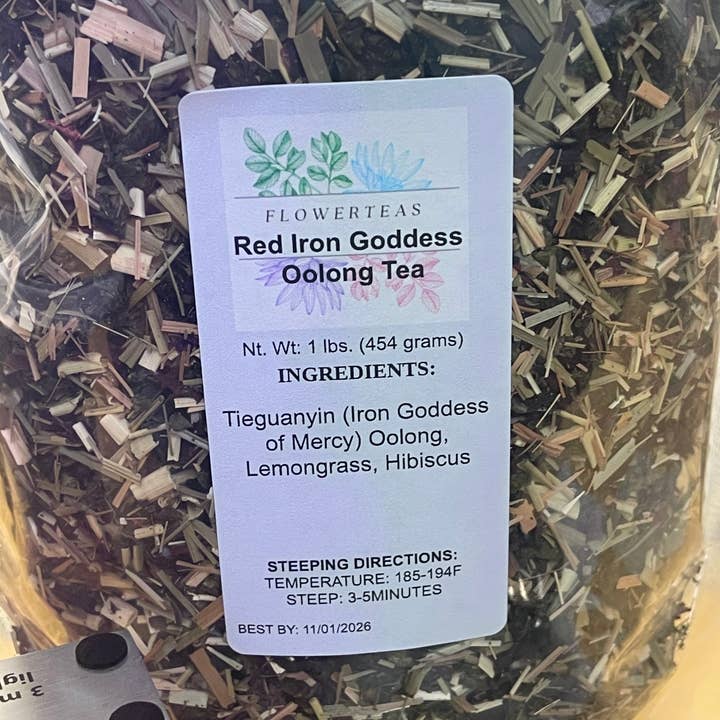 FLOWERTEAS
Red Iron Goddess
Oolong Tea
Nt. Wt: 1 lbs. (454 grams)
INGREDIENTS:
Tieguanyin (Iron Goddess
of Mercy) Oolong,
Lemongrass, Hibiscus
STEEPING DIRECTIONS:
TEMPERATURE: 185-194F
STEEP: 3-5MINUTES
BEST BY: 11/01/2026